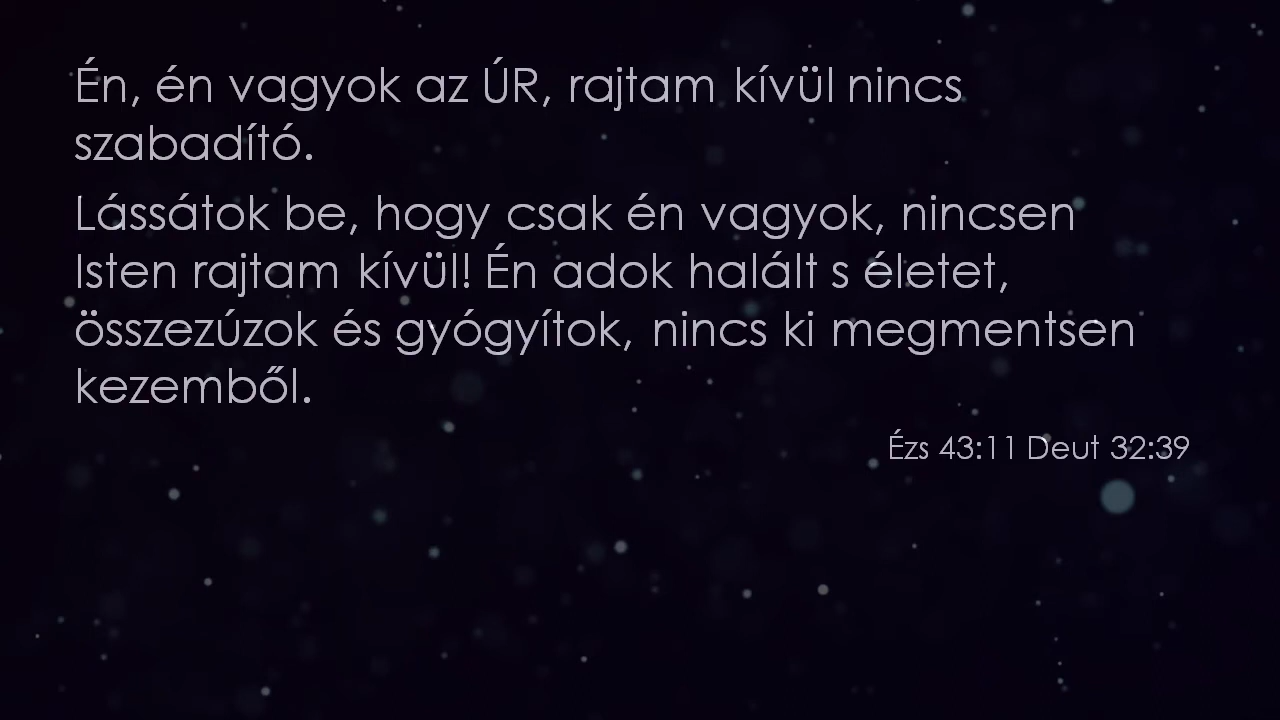 Én, én vagyok az ÚR, rajtam kívül nincs
szabadító.
Lássátok be, hogy csak én vagyok, nincsen
Isten rajtam kívül! Én adok halált s életet,
összezúzok és gyógyítok, nincs ki megmentsen
kezemből.
Ézs 43:11 Deut 32:39